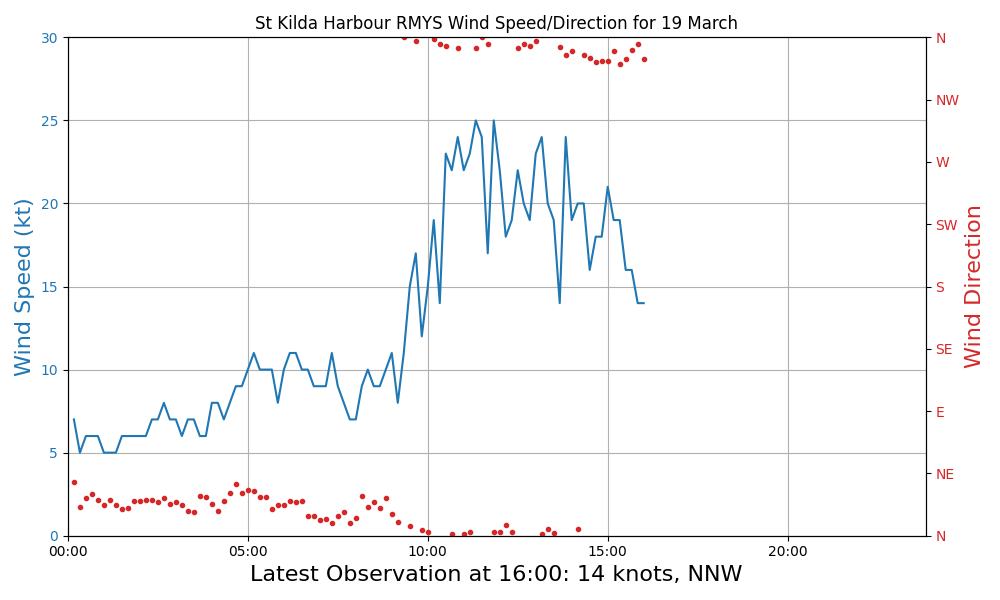 St Kilda Harbour RMYS Wind Speed/Direction for 19 March
Wind Speed (kt)
30
25
20
15
10
5
0
N
NW
W
SW
S
SE
E
NE
N
Wind Direction
00:00 05:00 10:00 15:00 20:00
Latest Observation at 16:00: 14 knots, NNW